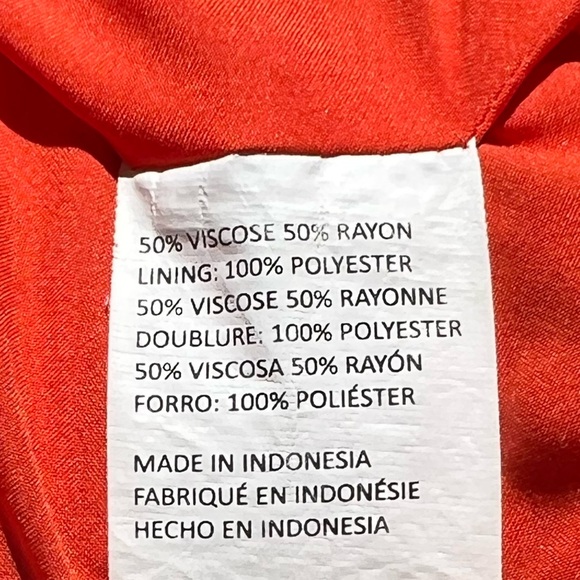 50% VISCOSE 50% RAYON
LINING: 100% POLYESTER
50% VISCOSE 50% RAYONNE
DOUBLURE: 100% POLYESTER
50% VISCOSA 50% RAYÓN
FORRO: 100% POLIÉSTER
MADE IN INDONESIA
FABRIQUÉ EN INDONÉSIE
HECHO EN INDONESIA